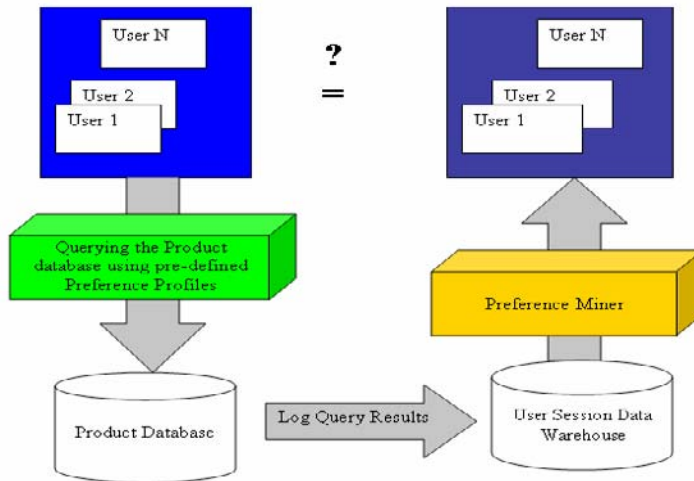 User N
User 2
User 1
?
=
User N
User 2
User 1
Querying the Product
database using pre-defined
Preference Profiles
Preference Miner
Product Database
Log Query Results
User Session Data
Warehouse